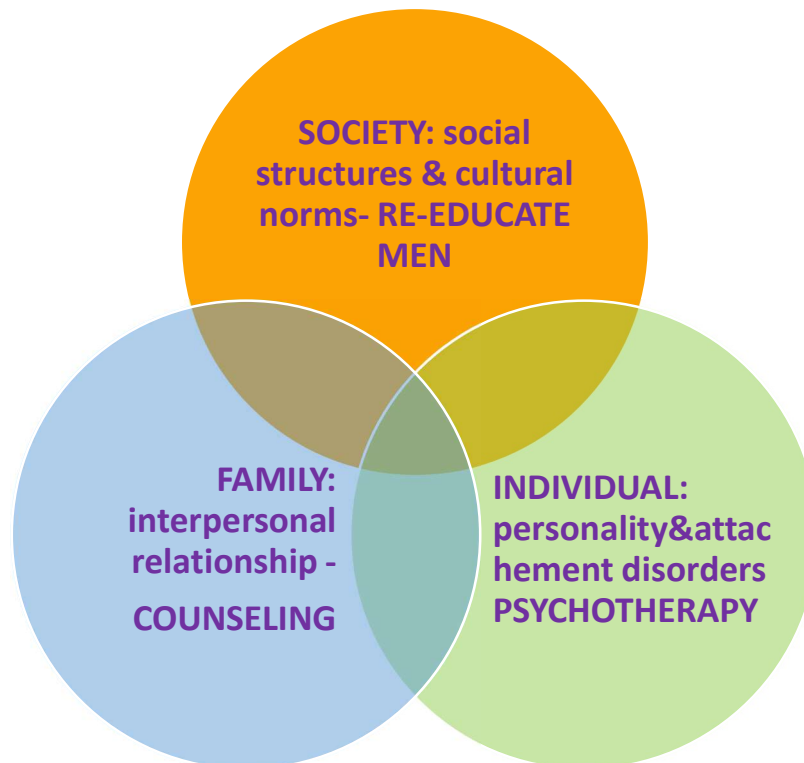 SOCIETY: social
structures & cultural
norms- RE-EDUCATE
MEN
FAMILY:
interpersonal
relationship -
COUNSELING
INDIVIDUAL:
personality&attac
hement disorders
PSYCHOTHERAPY